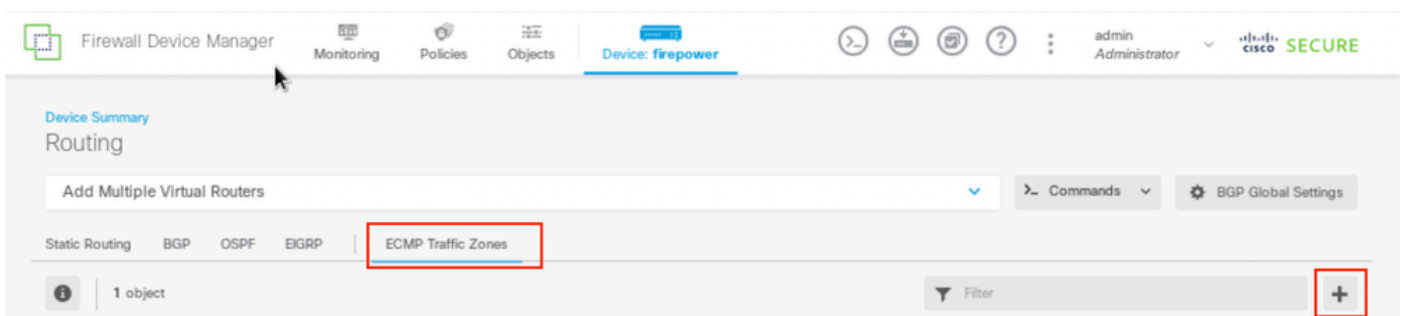 Firewall Device Manager
Monitoring
Policies
Objects
Device: firepower
admin
Administrator
cisco SECURE
Device Summary
Routing
Add Multiple Virtual Routers
>_ Commands
BGP Global Settings
Static Routing BGP OSPF EIGRP ECMP Traffic Zones
1 object
Filter